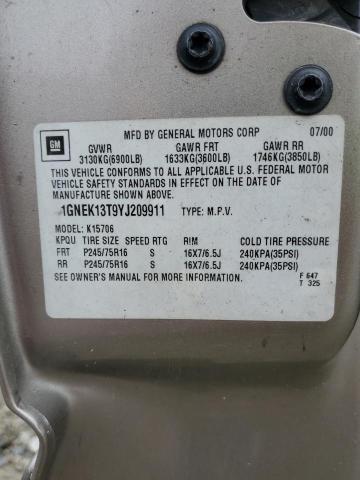 GM
MFD BY GENERAL MOTORS CORP 07/00
GVWR GAWR FRT GAWR RR
3130KG(6900LB) 1633KG(3600LB) 1746KG(3850LB)
THIS VEHICLE CONFORMS TO ALL APPLICABLE U.S. FEDERAL MOTOR
VEHICLE SAFETY STANDARDS IN EFFECT ON THE DATE OF
MANUFACTURE SHOWN ABOVE.
1GNEK13T9YJ209911 TYPE: M.P.V.
MODEL: K15706
KPQU TIRE SIZE SPEED RTG RIM COLD TIRE PRESSURE
FRT P245/75R16 S 16X7/6.5J 240KPA(35PSI)
RR P245/75R16 S 16X7/6.5J 240KPA(35PSI)
SEE OWNER'S MANUAL FOR MORE INFORMATION. F 647
T 325